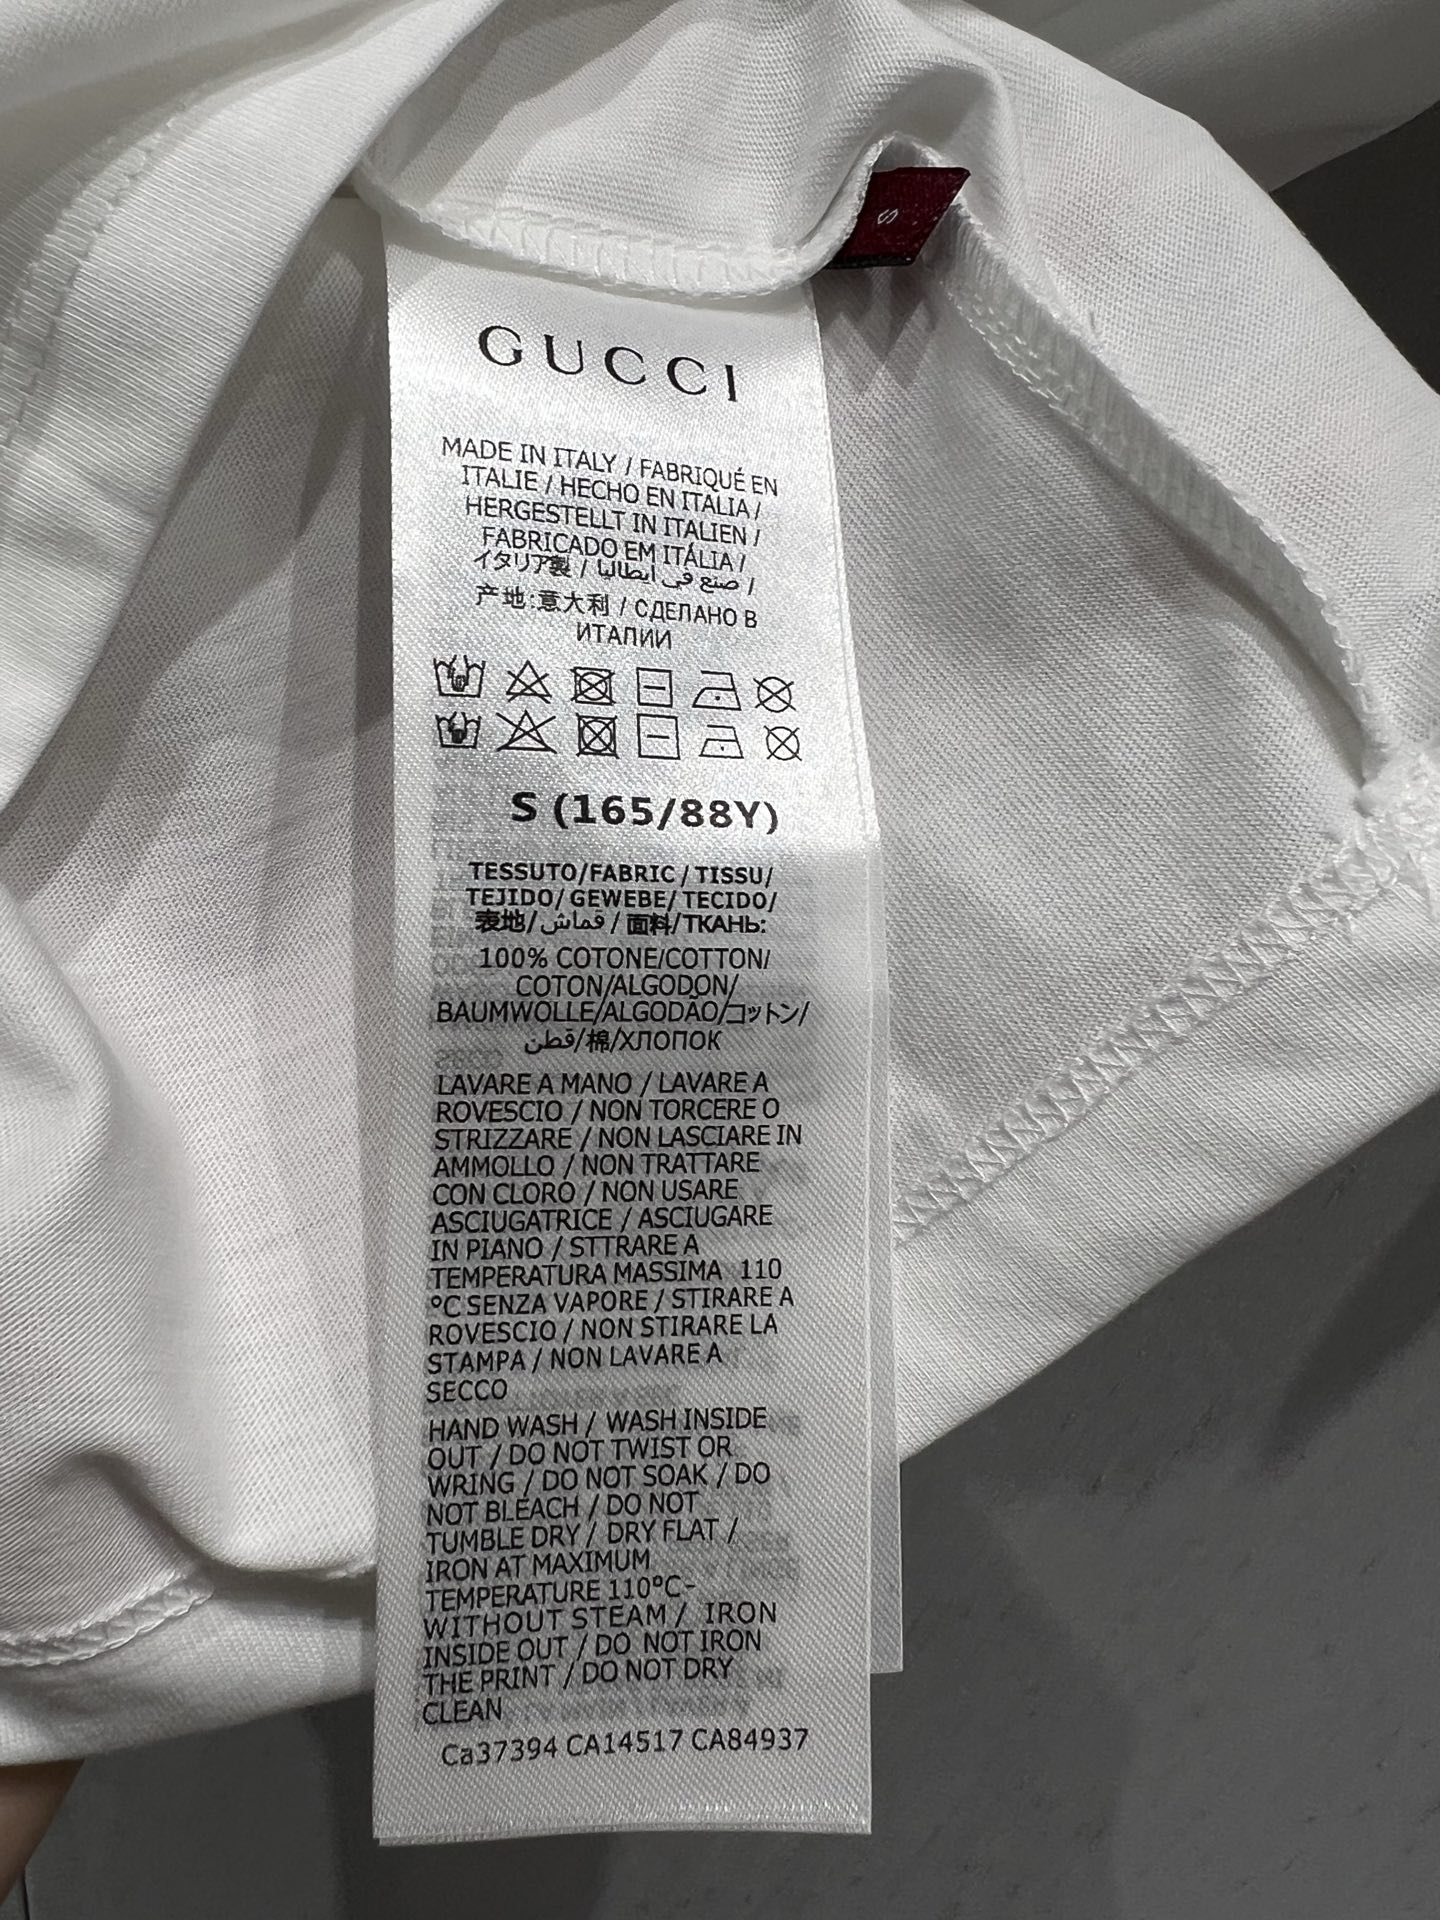 S
GUCCI
MADE IN ITALY / FABRIQUÉ EN
ITALIE / HECHO EN ITALIA /
HERGESTELLT IN ITALIEN /
FABRICADO EM ITÁLIA /
イタリア製 / صنع في ايطاليا /
产地:意大利 / СДЕЛАНО В
ИТАЛИИ
S (165/88Y)
TESSUTO/FABRIC / TISSU/
TEJIDO/ GEWEBE/ TECIDO/
表地/ قماش / 面料/ТКАНЬ:
100% COTONE/COTTON/
COTON/ALGODON/
BAUMWOLLE/ALGODÃO/コットン/
قطن/棉/ХЛОПОК
LAVARE A MANO / LAVARE A
ROVESCIO / NON TORCERE O
STRIZZARE / NON LASCIARE IN
AMMOLLO / NON TRATTARE
CON CLORO / NON USARE
ASCIUGATRICE / ASCIUGARE
IN PIANO / STTRARE A
TEMPERATURA MASSIMA 110
°C SENZA VAPORE / STIRARE A
ROVESCIO / NON STIRARE LA
STAMPA / NON LAVARE A
SECCO
HAND WASH / WASH INSIDE
OUT / DO NOT TWIST OR
WRING / DO NOT SOAK / DO
NOT BLEACH / DO NOT
TUMBLE DRY / DRY FLAT /
IRON AT MAXIMUM
TEMPERATURE 110°C-
WITHOUT STEAM / IRON
INSIDE OUT / DO NOT IRON
THE PRINT / DO NOT DRY
CLEAN
Ca37394 CA14517 CA84937